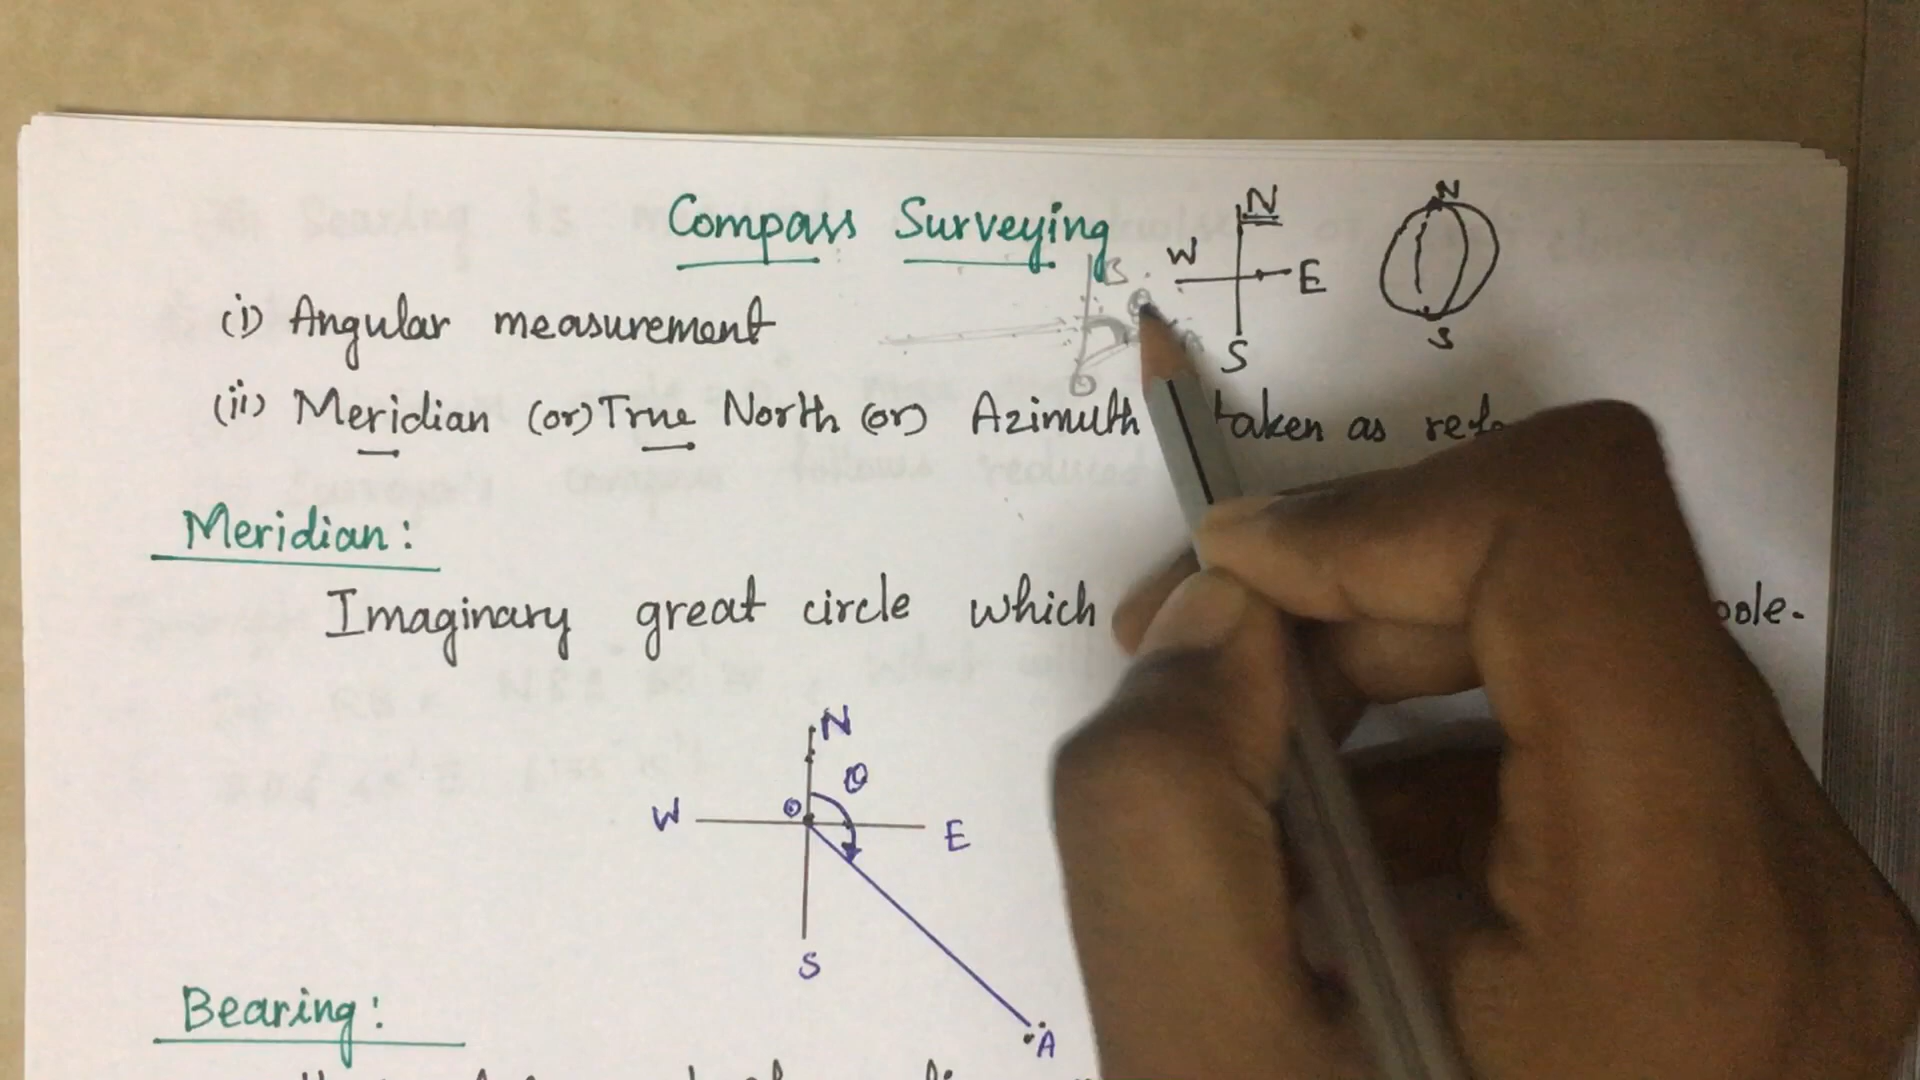 Compass Surveying
N
W
E
S
N
S
B
O
(i) Angular measurement
(ii) Meridian (or) True North (or) Azimuth taken as
Meridian:
Imaginary great circle which pole.
N
θ
O
W
E
S
A
Bearing: